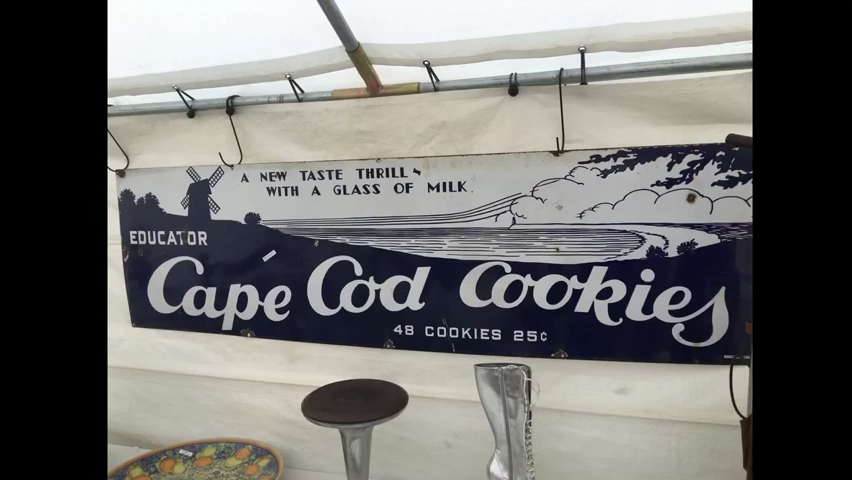 A NEW TASTE THRILL
WITH A GLASS OF MILK
EDUCATOR
Cape Cod Cookies
48 COOKIES 25¢